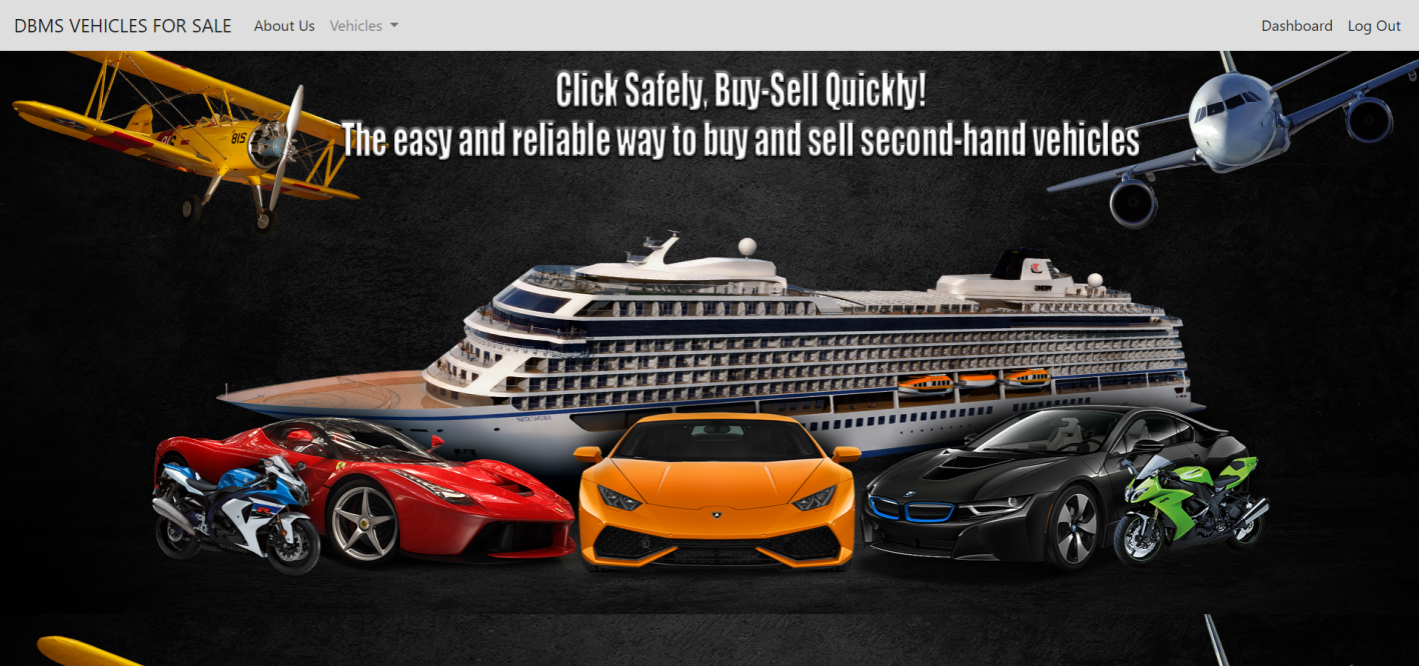 DBMS VEHICLES FOR SALE About Us Vehicles Dashboard Log Out
Click Safely, Buy-Sell Quickly!
The easy and reliable way to buy and sell second-hand vehicles